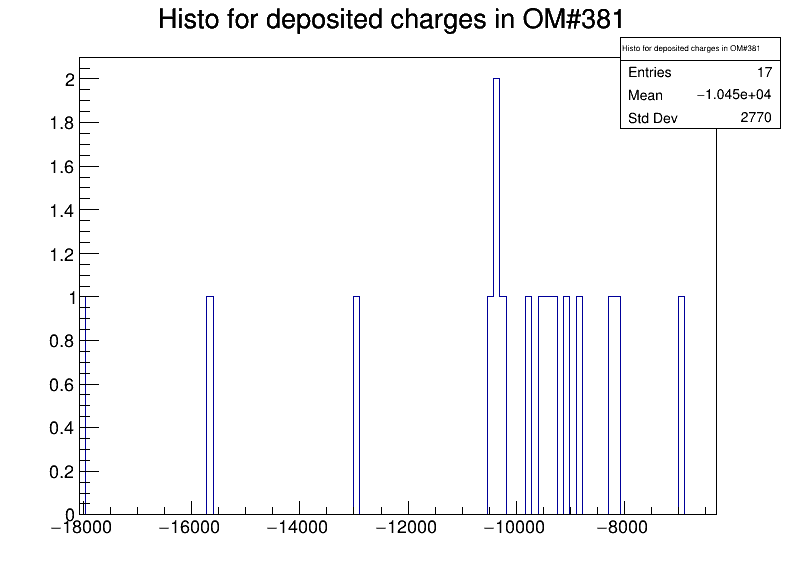 Histo for deposited charges in OM#381
Histo for deposited charges in OM#381
Entries 17
Mean −1.045e+04
Std Dev 2770
2
1.8
1.6
1.4
1.2
1
0.8
0.6
0.4
0.2
0
−18000 −16000 −14000 −12000 −10000 −8000